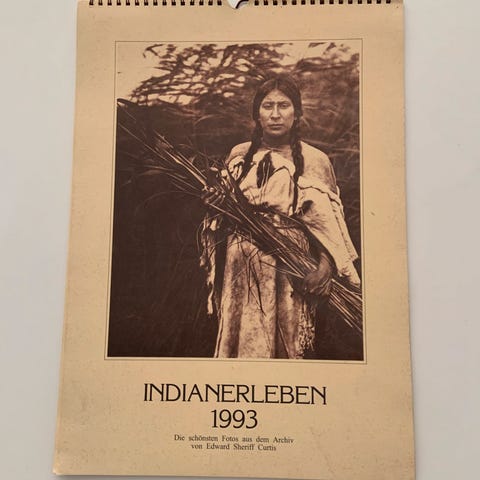 INDIANERLEBEN
1993
Die schönsten Fotos aus dem Archiv
von Edward Sheriff Curtis